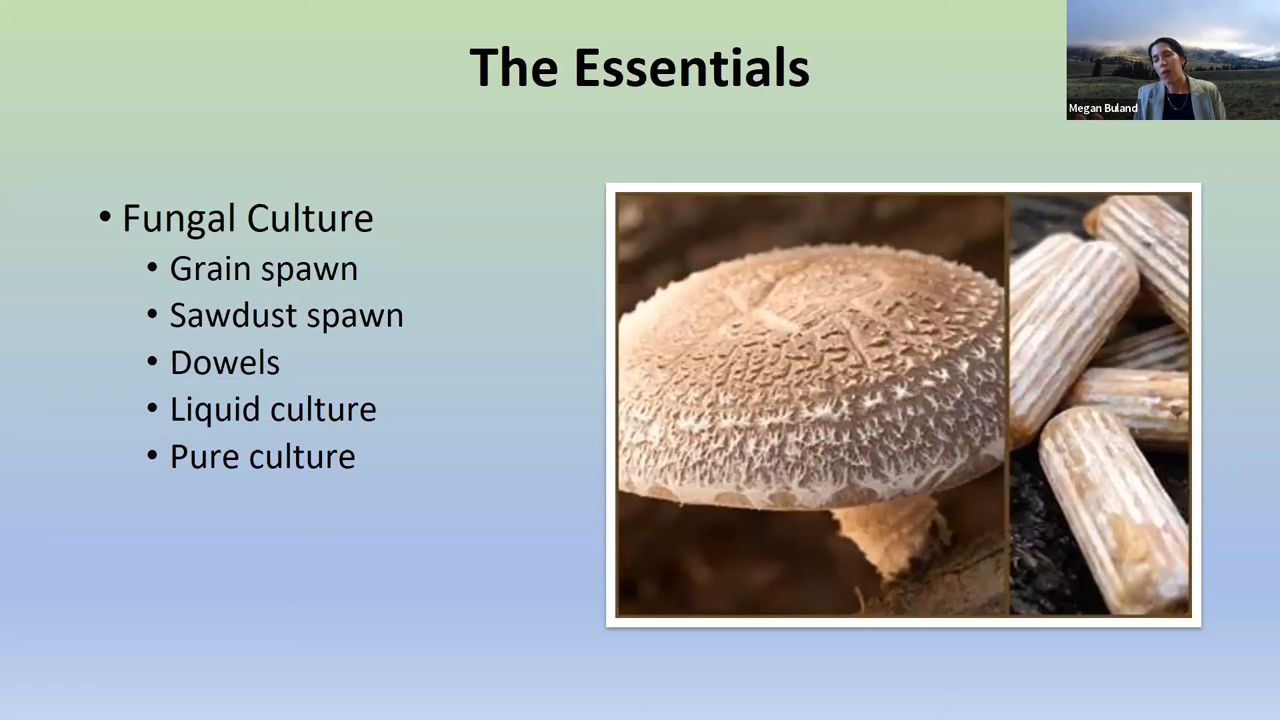 The Essentials
Megan Buland
• Fungal Culture
• Grain spawn
• Sawdust spawn
• Dowels
• Liquid culture
• Pure culture